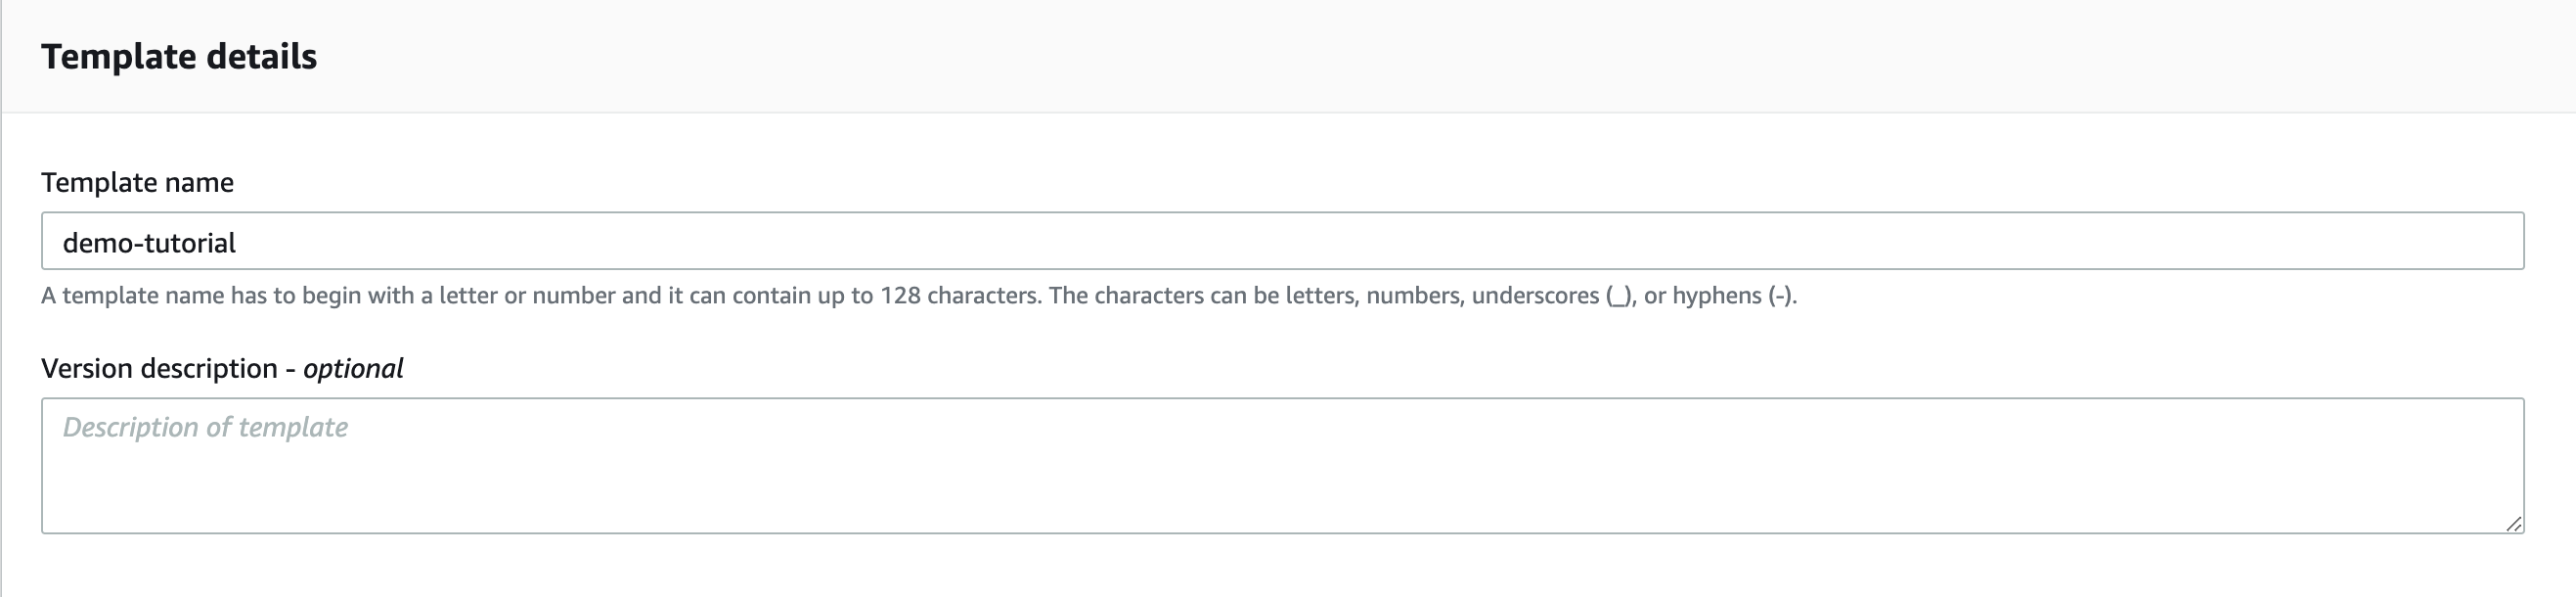 Template details
Template name
demo-tutorial
A template name has to begin with a letter or number and it can contain up to 128 characters. The characters can be letters, numbers, underscores (_), or hyphens (-).
Version description - optional
Description of template